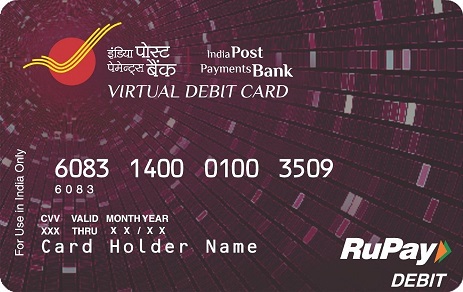 इंडिया पोस्ट
पेमेन्ट्स बैंक
India Post
Payments Bank
VIRTUAL DEBIT CARD
For Use in India Only
6083 1400 0100 3509
6083
CVV VALID MONTH YEAR
XXX THRU X X / X X
Card Holder Name
RuPay
DEBIT